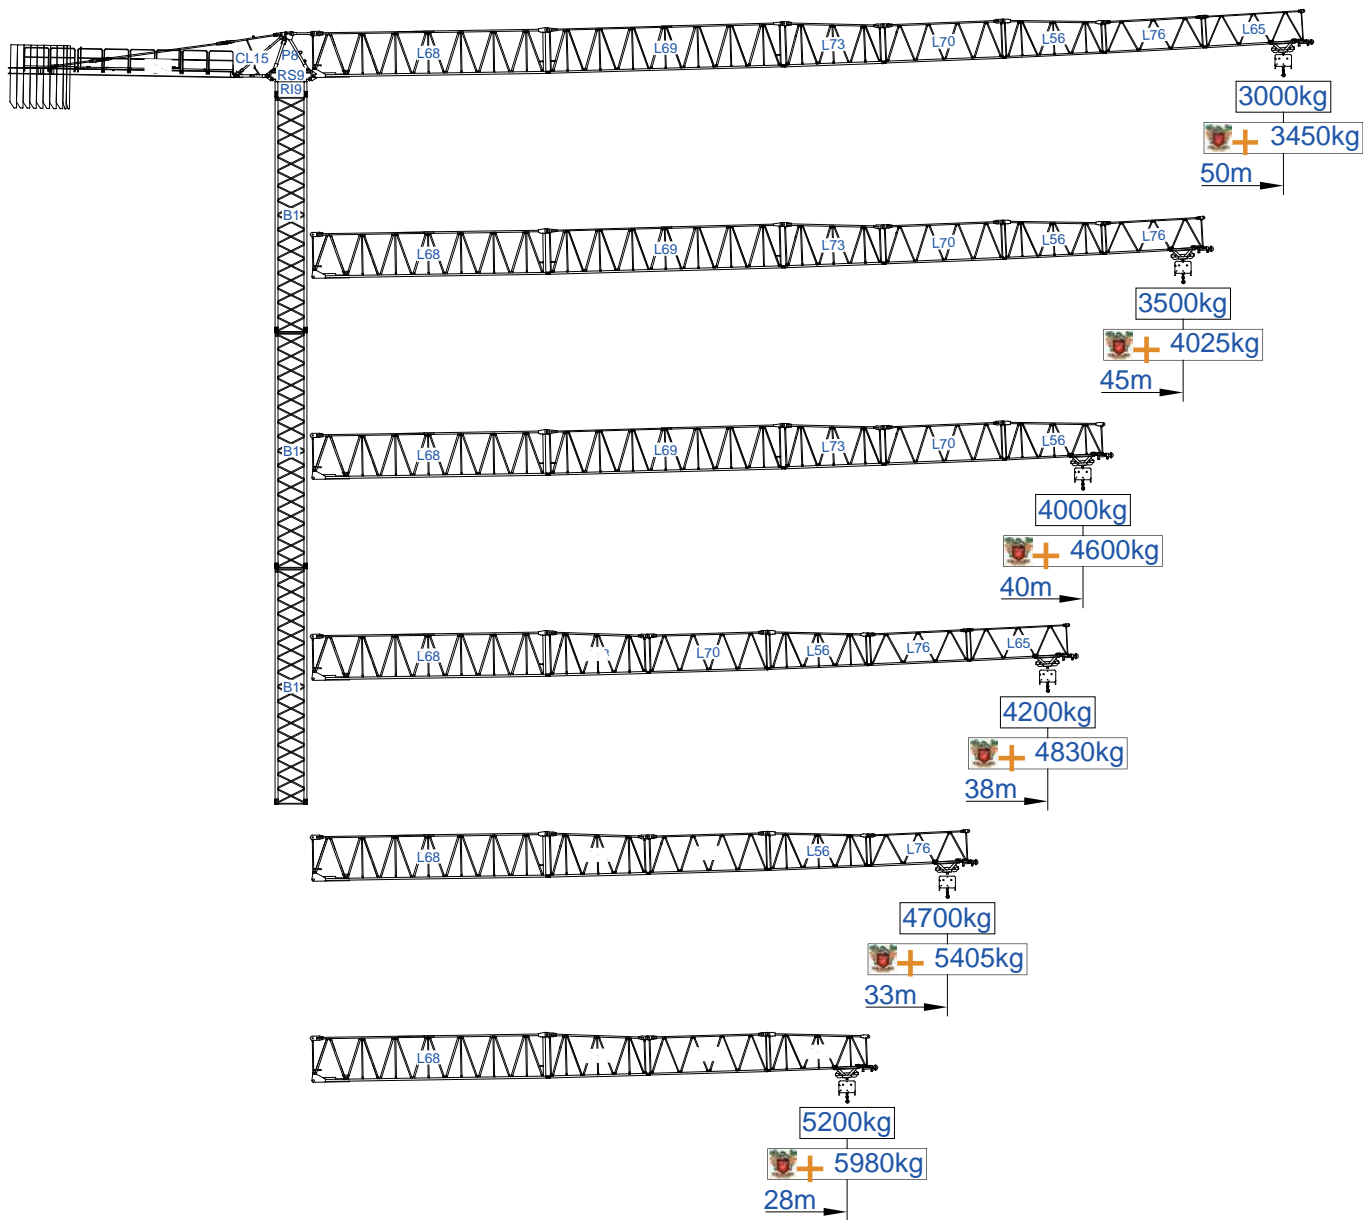 CL15 P8 L68 L69 L73 L70 L56 L76 L65
RS9
RI9
3000kg
3450kg
50m
B1
L68 L69 L73 L70 L56 L76
3500kg
4025kg
45m
B1
L68 L69 L73 L70 L56
4000kg
4600kg
40m
L68 L70 L56 L76 L65
B1
4200kg
4830kg
38m
L68 L56 L76
4700kg
5405kg
33m
L68
5200kg
5980kg
28m